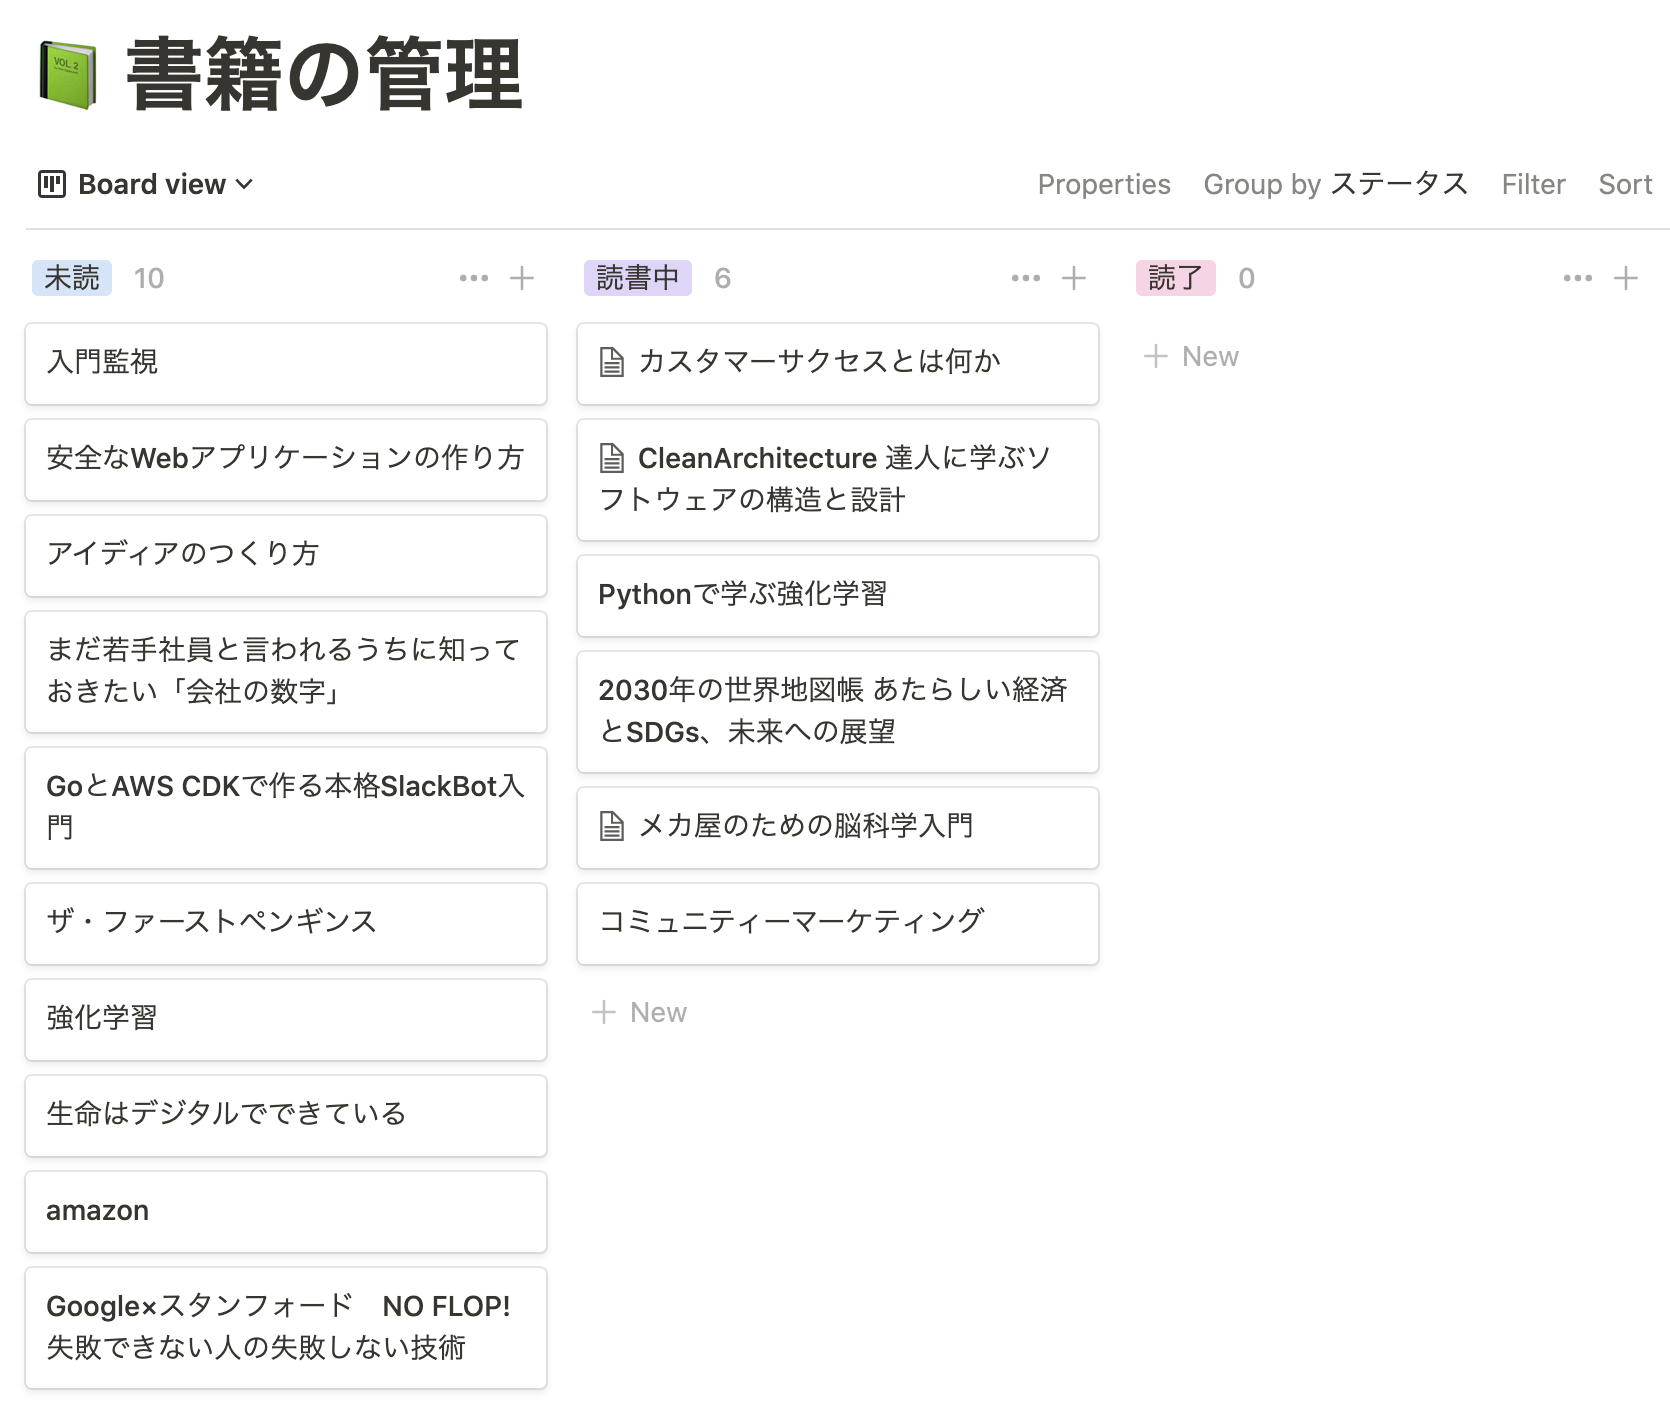 書籍の管理
Board view
Properties Group by ステータス Filter Sort
未読 10
入門監視
安全なWebアプリケーションの作り方
アイディアのつくり方
まだ若手社員と言われるうちに知って
おきたい「会社の数字」
GoとAWS CDKで作る本格SlackBot入
門
ザ・ファーストペンギンス
強化学習
生命はデジタルでできている
amazon
Google×スタンフォード　NO FLOP!
失敗できない人の失敗しない技術
読書中 6
カスタマーサクセスとは何か
CleanArchitecture 達人に学ぶソ
フトウェアの構造と設計
Pythonで学ぶ強化学習
2030年の世界地図帳 あたらしい経済
とSDGs、未来への展望
メカ屋のための脳科学入門
コミュニティーマーケティング
New
読了 0
New
VOL. 2